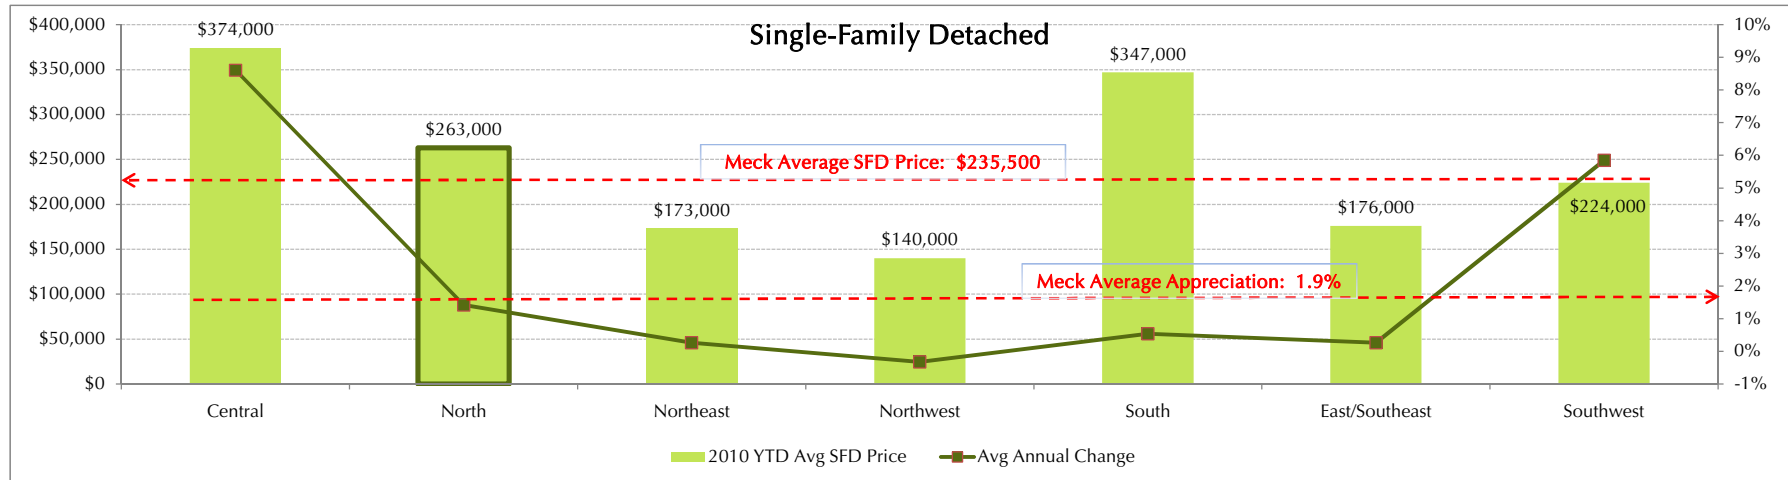 Single-Family Detached
$400,000
$350,000
$300,000
$250,000
$200,000
$150,000
$100,000
$50,000
$0
10%
9%
8%
7%
6%
5%
4%
3%
2%
1%
0%
-1%
$374,000
$263,000
$173,000
$140,000
$347,000
$176,000
$224,000
Meck Average SFD Price: $235,500
Meck Average Appreciation: 1.9%
Central
North
Northeast
Northwest
South
East/Southeast
Southwest
2010 YTD Avg SFD Price
Avg Annual Change